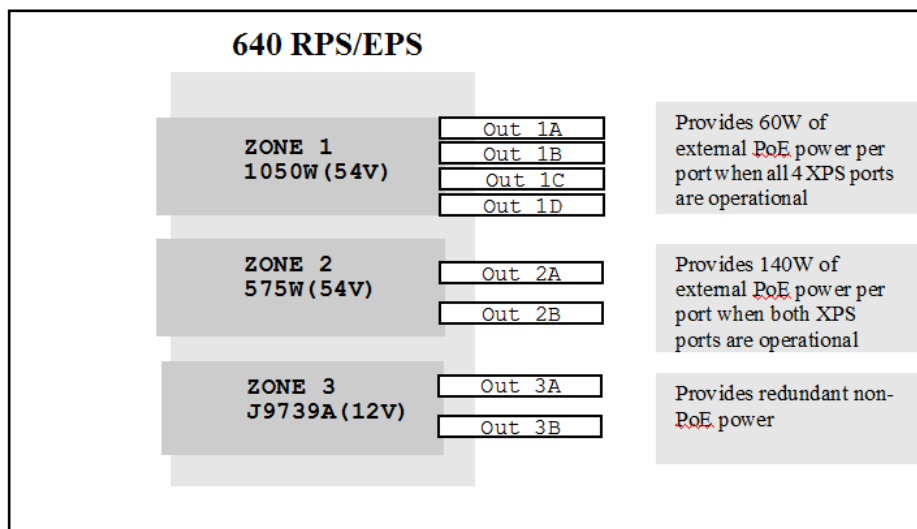 640 RPS/EPS
ZONE 1
1050W(54V)
Out 1A
Out 1B
Out 1C
Out 1D
Provides 60W of
external PoE power per
port when all 4 XPS ports
are operational
ZONE 2
575W(54V)
Out 2A
Out 2B
Provides 140W of
external PoE power per
port when both XPS
ports are operational
ZONE 3
J9739A(12V)
Out 3A
Out 3B
Provides redundant non-
PoE power